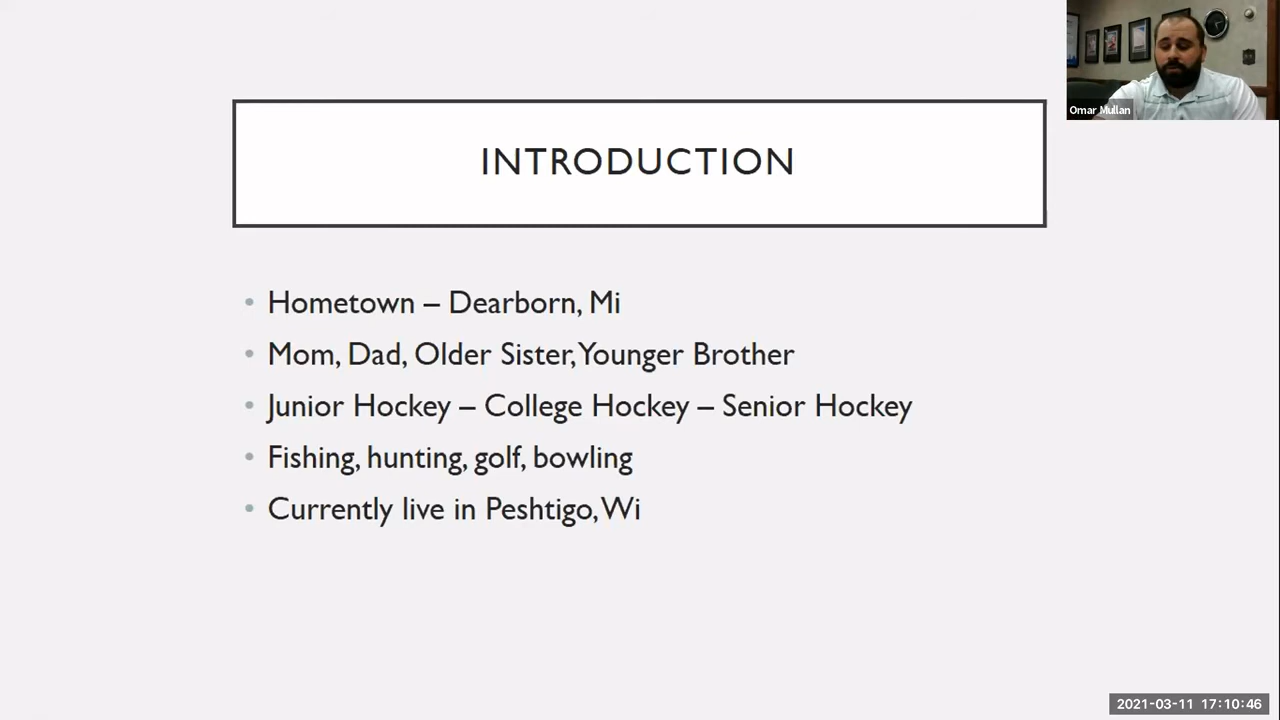 Omar Mullan
INTRODUCTION
• Hometown – Dearborn, Mi
• Mom, Dad, Older Sister, Younger Brother
• Junior Hockey – College Hockey – Senior Hockey
• Fishing, hunting, golf, bowling
• Currently live in Peshtigo, Wi
2021-03-11 17:10:46